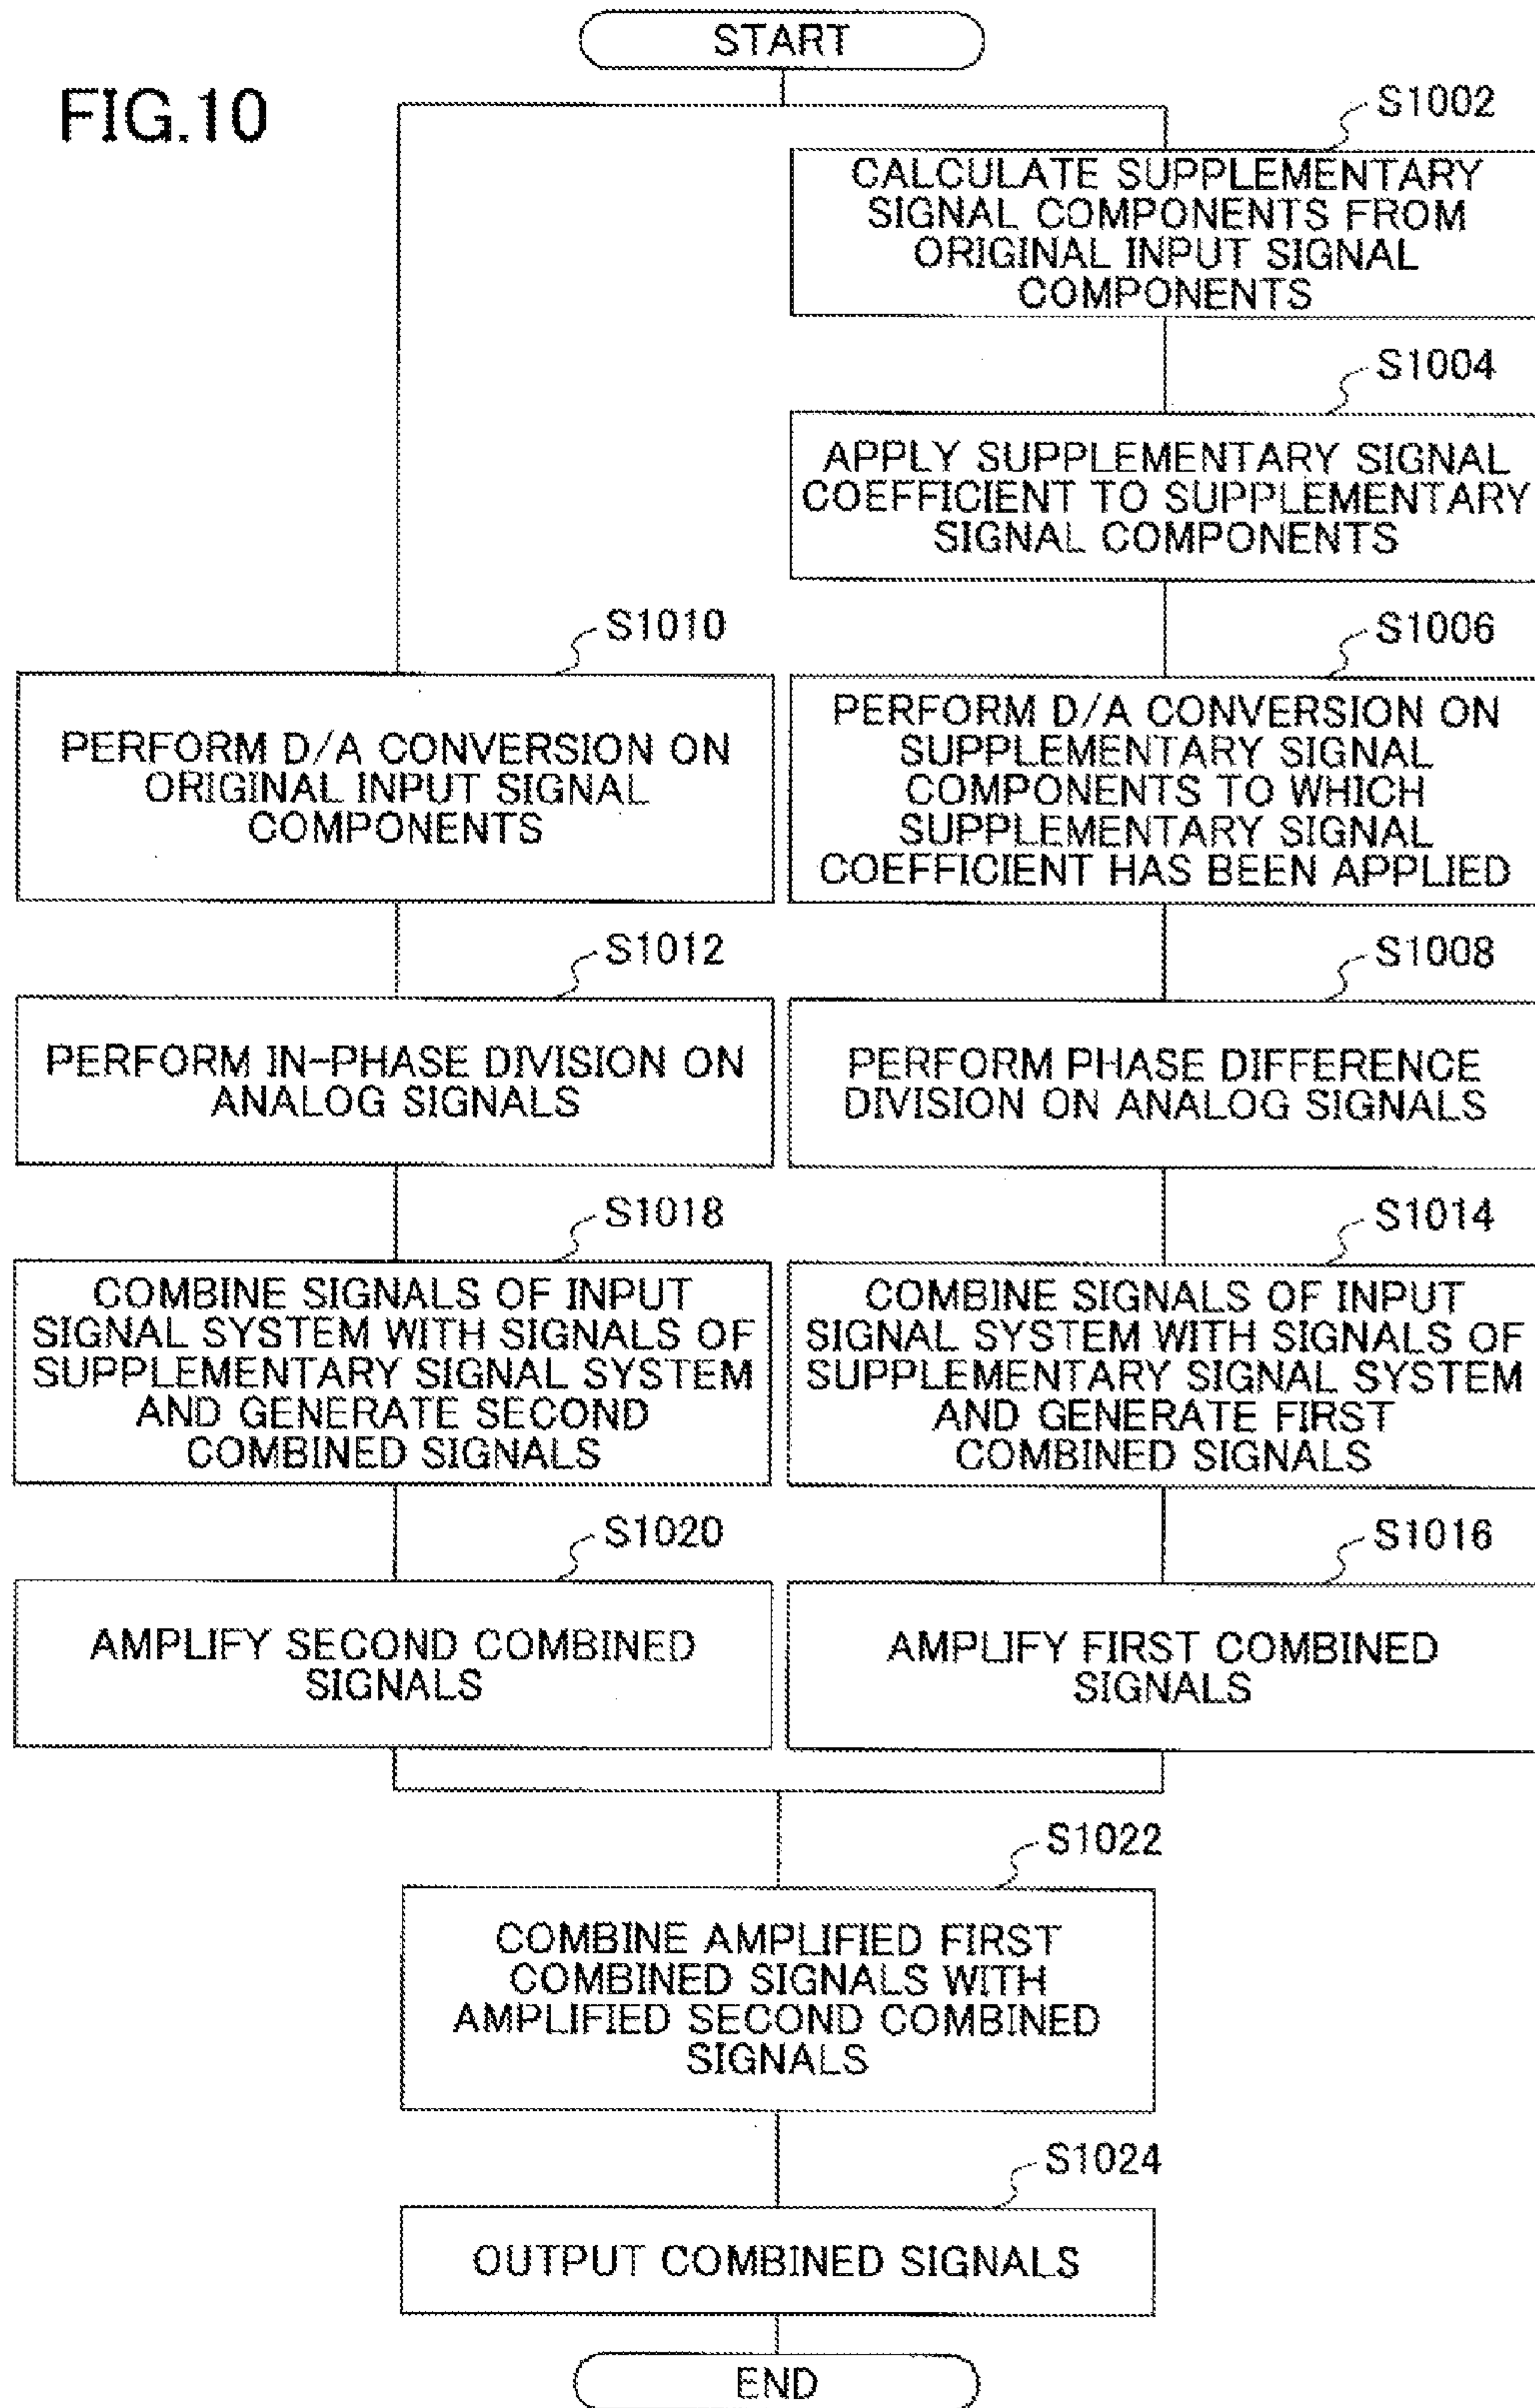 START
FIG.10
S1002
CALCULATE SUPPLEMENTARY
SIGNAL COMPONENTS FROM
ORIGINAL INPUT SIGNAL
COMPONENTS
S1004
APPLY SUPPLEMENTARY SIGNAL
COEFFICIENT TO SUPPLEMENTARY
SIGNAL COMPONENTS
S1010
PERFORM D/A CONVERSION ON
ORIGINAL INPUT SIGNAL
COMPONENTS
S1006
PERFORM D/A CONVERSION ON
SUPPLEMENTARY SIGNAL
COMPONENTS TO WHICH
SUPPLEMENTARY SIGNAL
COEFFICIENT HAS BEEN APPLIED
S1012
PERFORM IN-PHASE DIVISION ON
ANALOG SIGNALS
S1008
PERFORM PHASE DIFFERENCE
DIVISION ON ANALOG SIGNALS
S1018
COMBINE SIGNALS OF INPUT
SIGNAL SYSTEM WITH SIGNALS OF
SUPPLEMENTARY SIGNAL SYSTEM
AND GENERATE SECOND
COMBINED SIGNALS
S1014
COMBINE SIGNALS OF INPUT
SIGNAL SYSTEM WITH SIGNALS OF
SUPPLEMENTARY SIGNAL SYSTEM
AND GENERATE FIRST
COMBINED SIGNALS
S1020
AMPLIFY SECOND COMBINED
SIGNALS
S1016
AMPLIFY FIRST COMBINED
SIGNALS
S1022
COMBINE AMPLIFIED FIRST
COMBINED SIGNALS WITH
AMPLIFIED SECOND COMBINED
SIGNALS
S1024
OUTPUT COMBINED SIGNALS
END